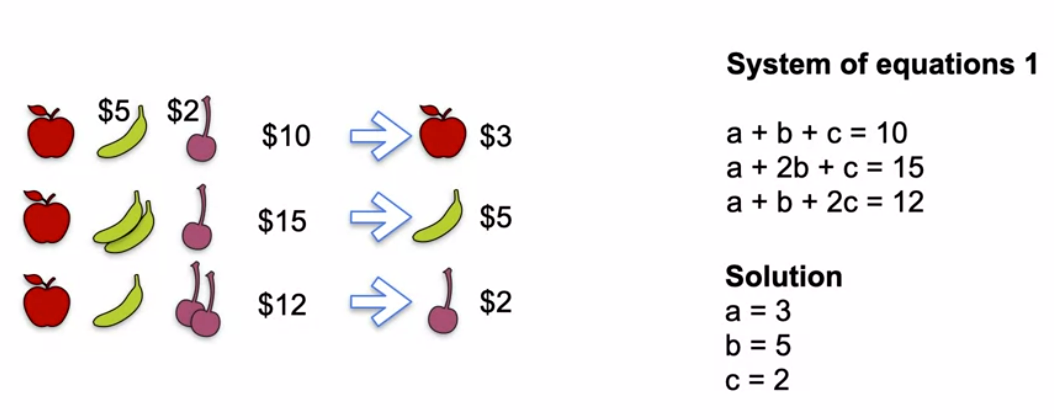 $5 $2
$10 $3
$15 $5
$12 $2
System of equations 1
a + b + c = 10
a + 2b + c = 15
a + b + 2c = 12
Solution
a = 3
b = 5
c = 2